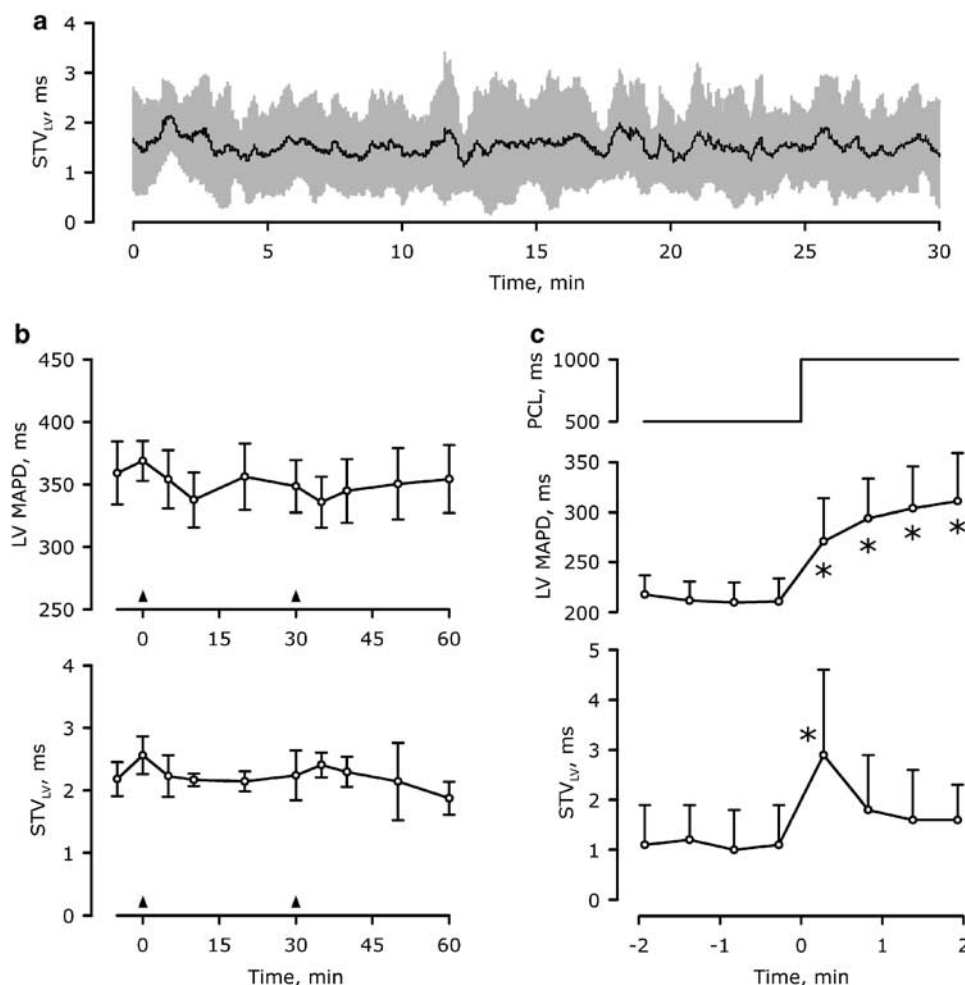 a
4
3
2
1
0
STV_LV, ms
0 5 10 15 20 25 30
Time, min
b
450
400
350
300
250
LV MAPD, ms
0 15 30 45 60
4
3
2
1
0
STV_LV, ms
0 15 30 45 60
Time, min
c
1000
500
PCL, ms
350
300
250
200
LV MAPD, ms
* * * *
5
4
3
2
1
0
STV_LV, ms
*
-2 -1 0 1 2
Time, min